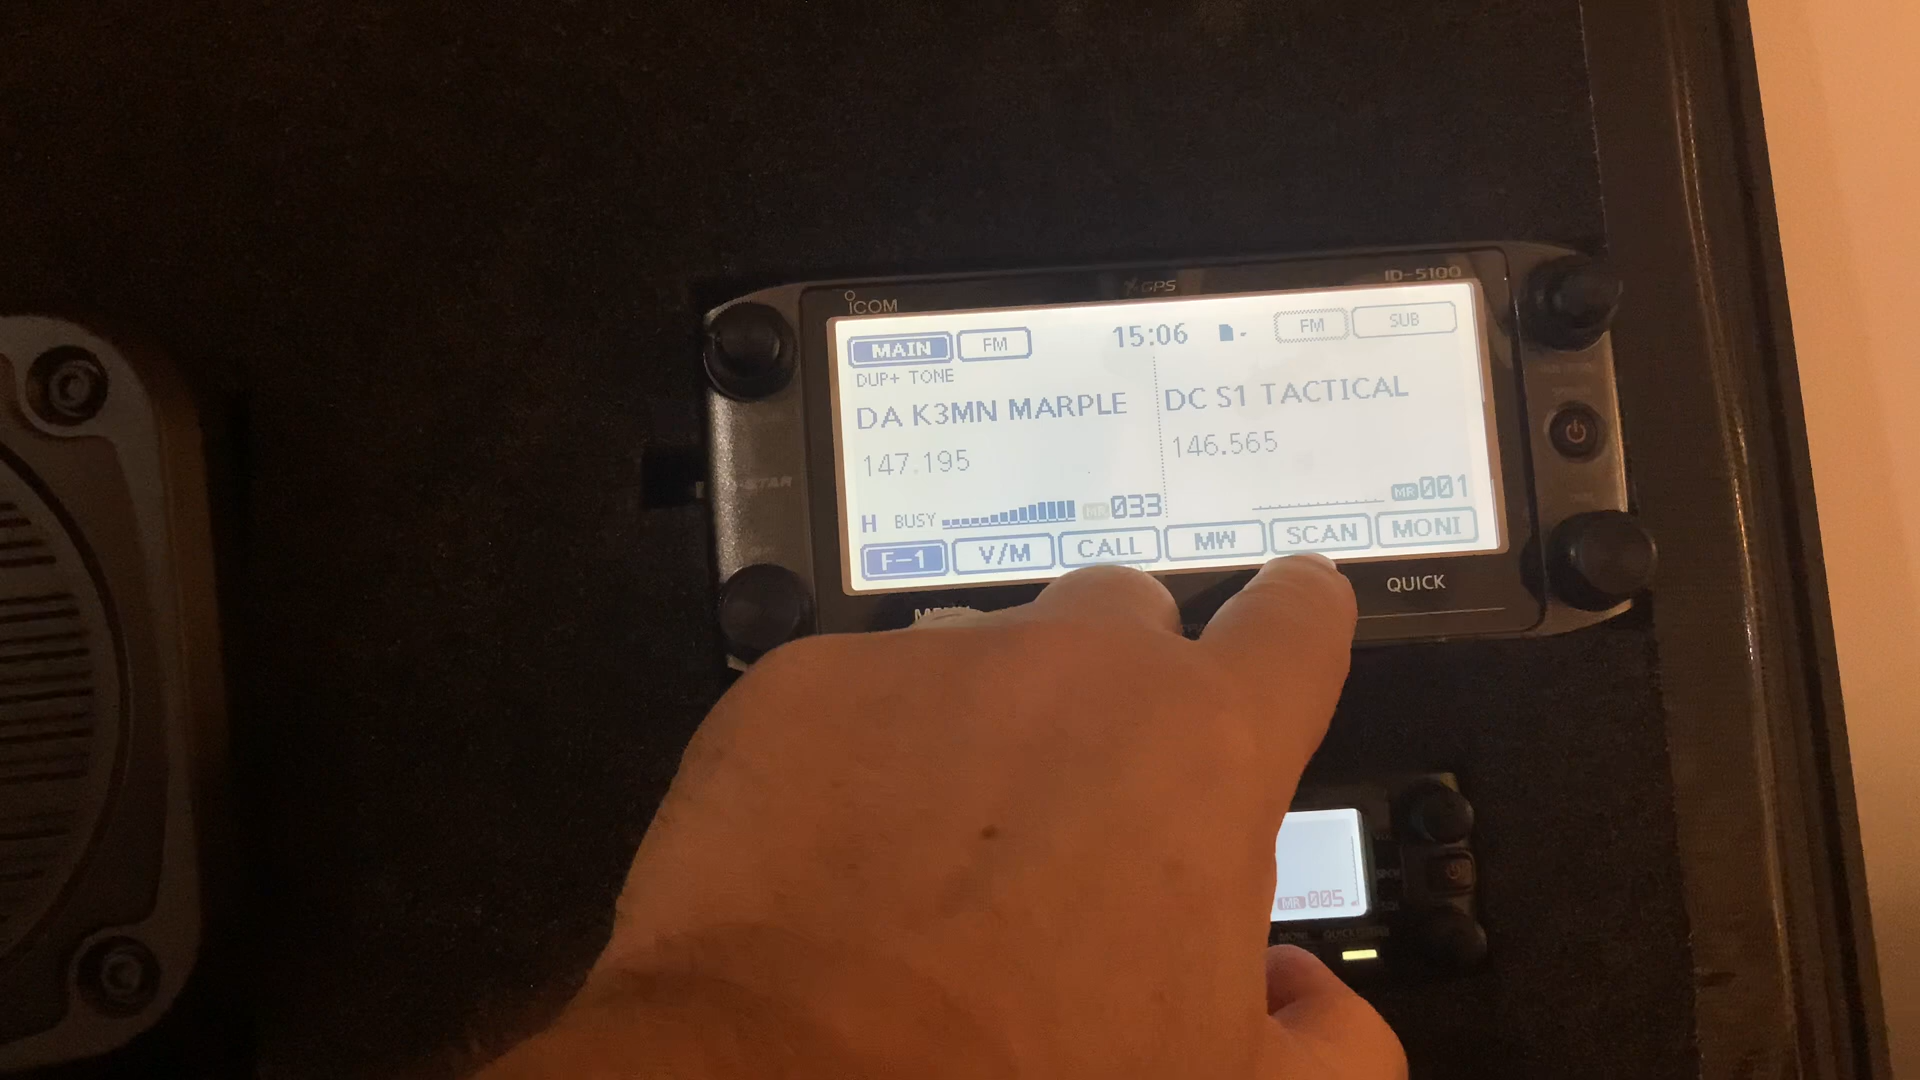 ICOM
GPS
ID-5100
MAIN FM 15:06 FM SUB
DUP+ TONE
DA K3MN MARPLE
147.195
DC S1 TACTICAL
146.565
H BUSY MR 033
MR 001
F-1 V/M CALL MW SCAN MONI
QUICK
MR 005